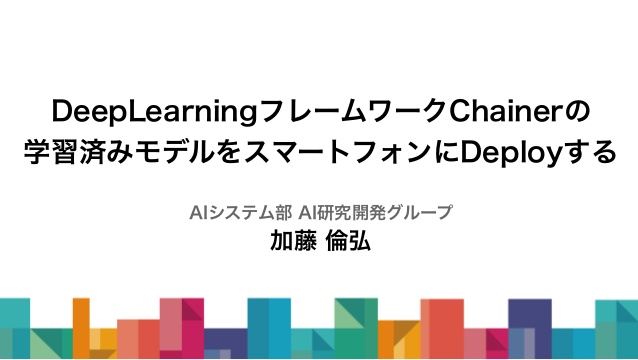 DeepLearningフレームワークChainerの
学習済みモデルをスマートフォンにDeployする
AIシステム部 AI研究開発グループ
加藤 倫弘